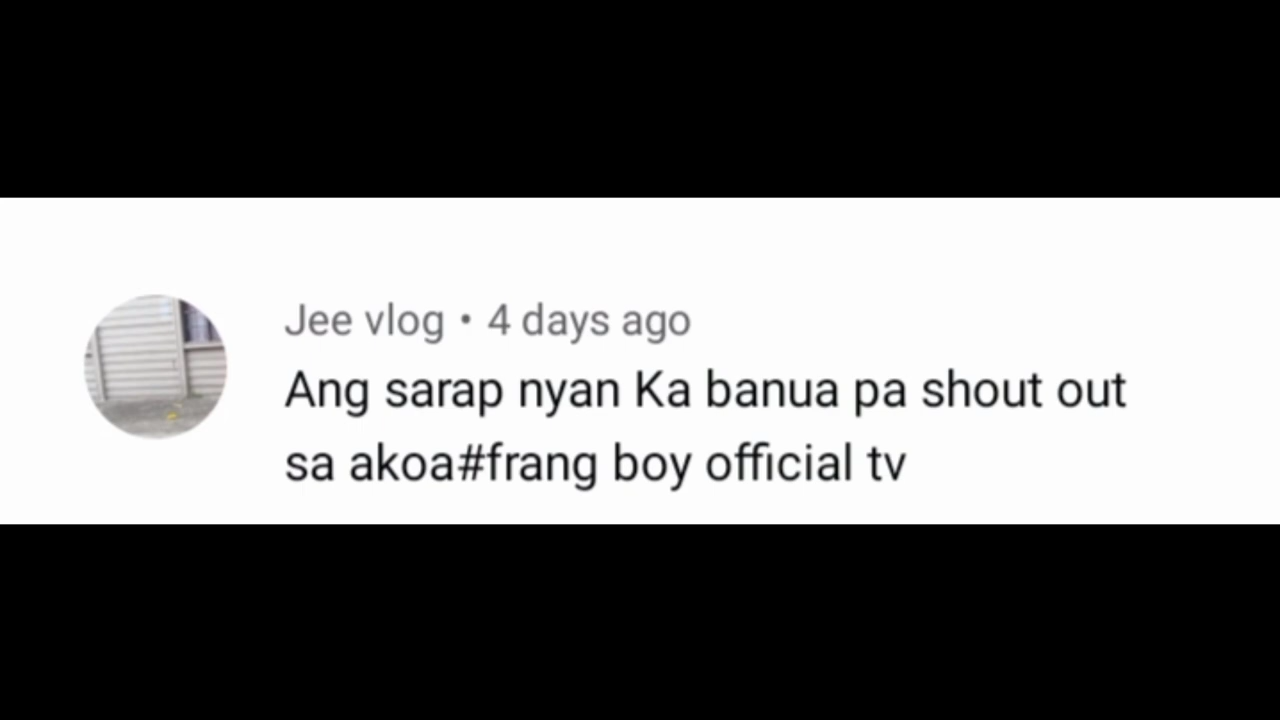 Jee vlog • 4 days ago
Ang sarap nyan Ka banua pa shout out
sa akoa#frang boy official tv